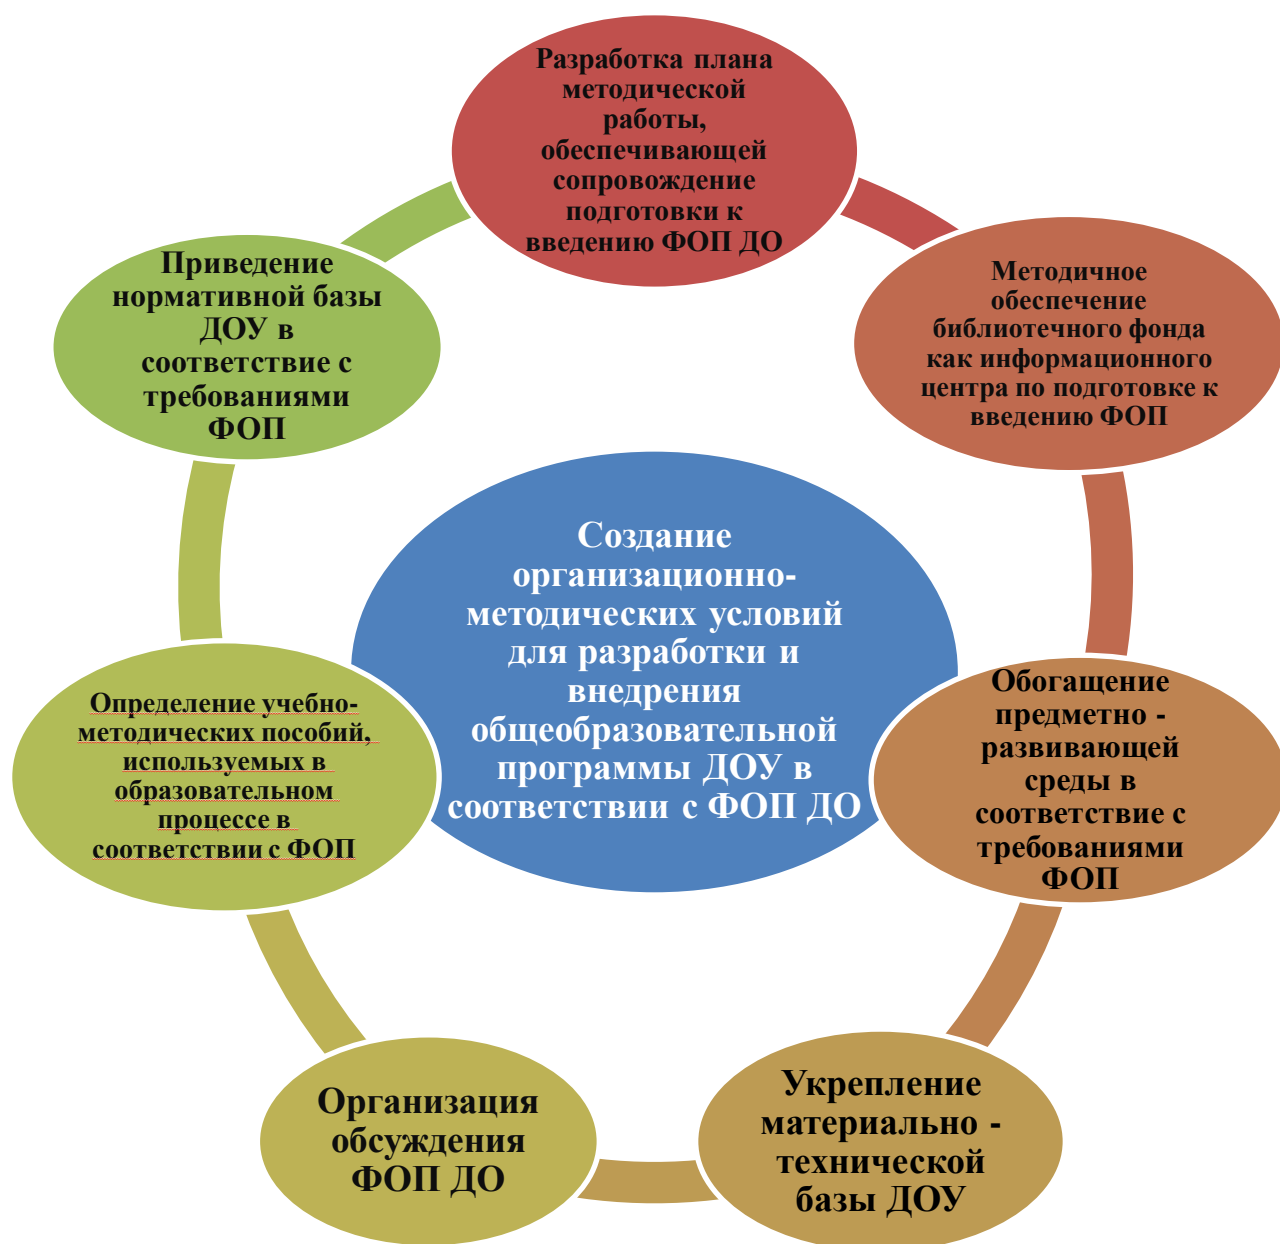 Разработка плана
методической
работы,
обеспечивающей
сопровождение
подготовки к
введению ФОП ДО
Методичное
обеспечение
библиотечного фонда
как информационного
центра по подготовке к
введению ФОП
Обогащение
предметно -
развивающей
среды в
соответствие с
требованиями
ФОП
Укрепление
материально -
технической
базы ДОУ
Организация
обсуждения
ФОП ДО
Определение учебно-
методических пособий,
используемых в
образовательном
процессе в
соответствии с ФОП
Приведение
нормативной базы
ДОУ в
соответствие с
требованиями
ФОП
Создание
организационно-
методических условий
для разработки и
внедрения
общеобразовательной
программы ДОУ в
соответствии с ФОП ДО